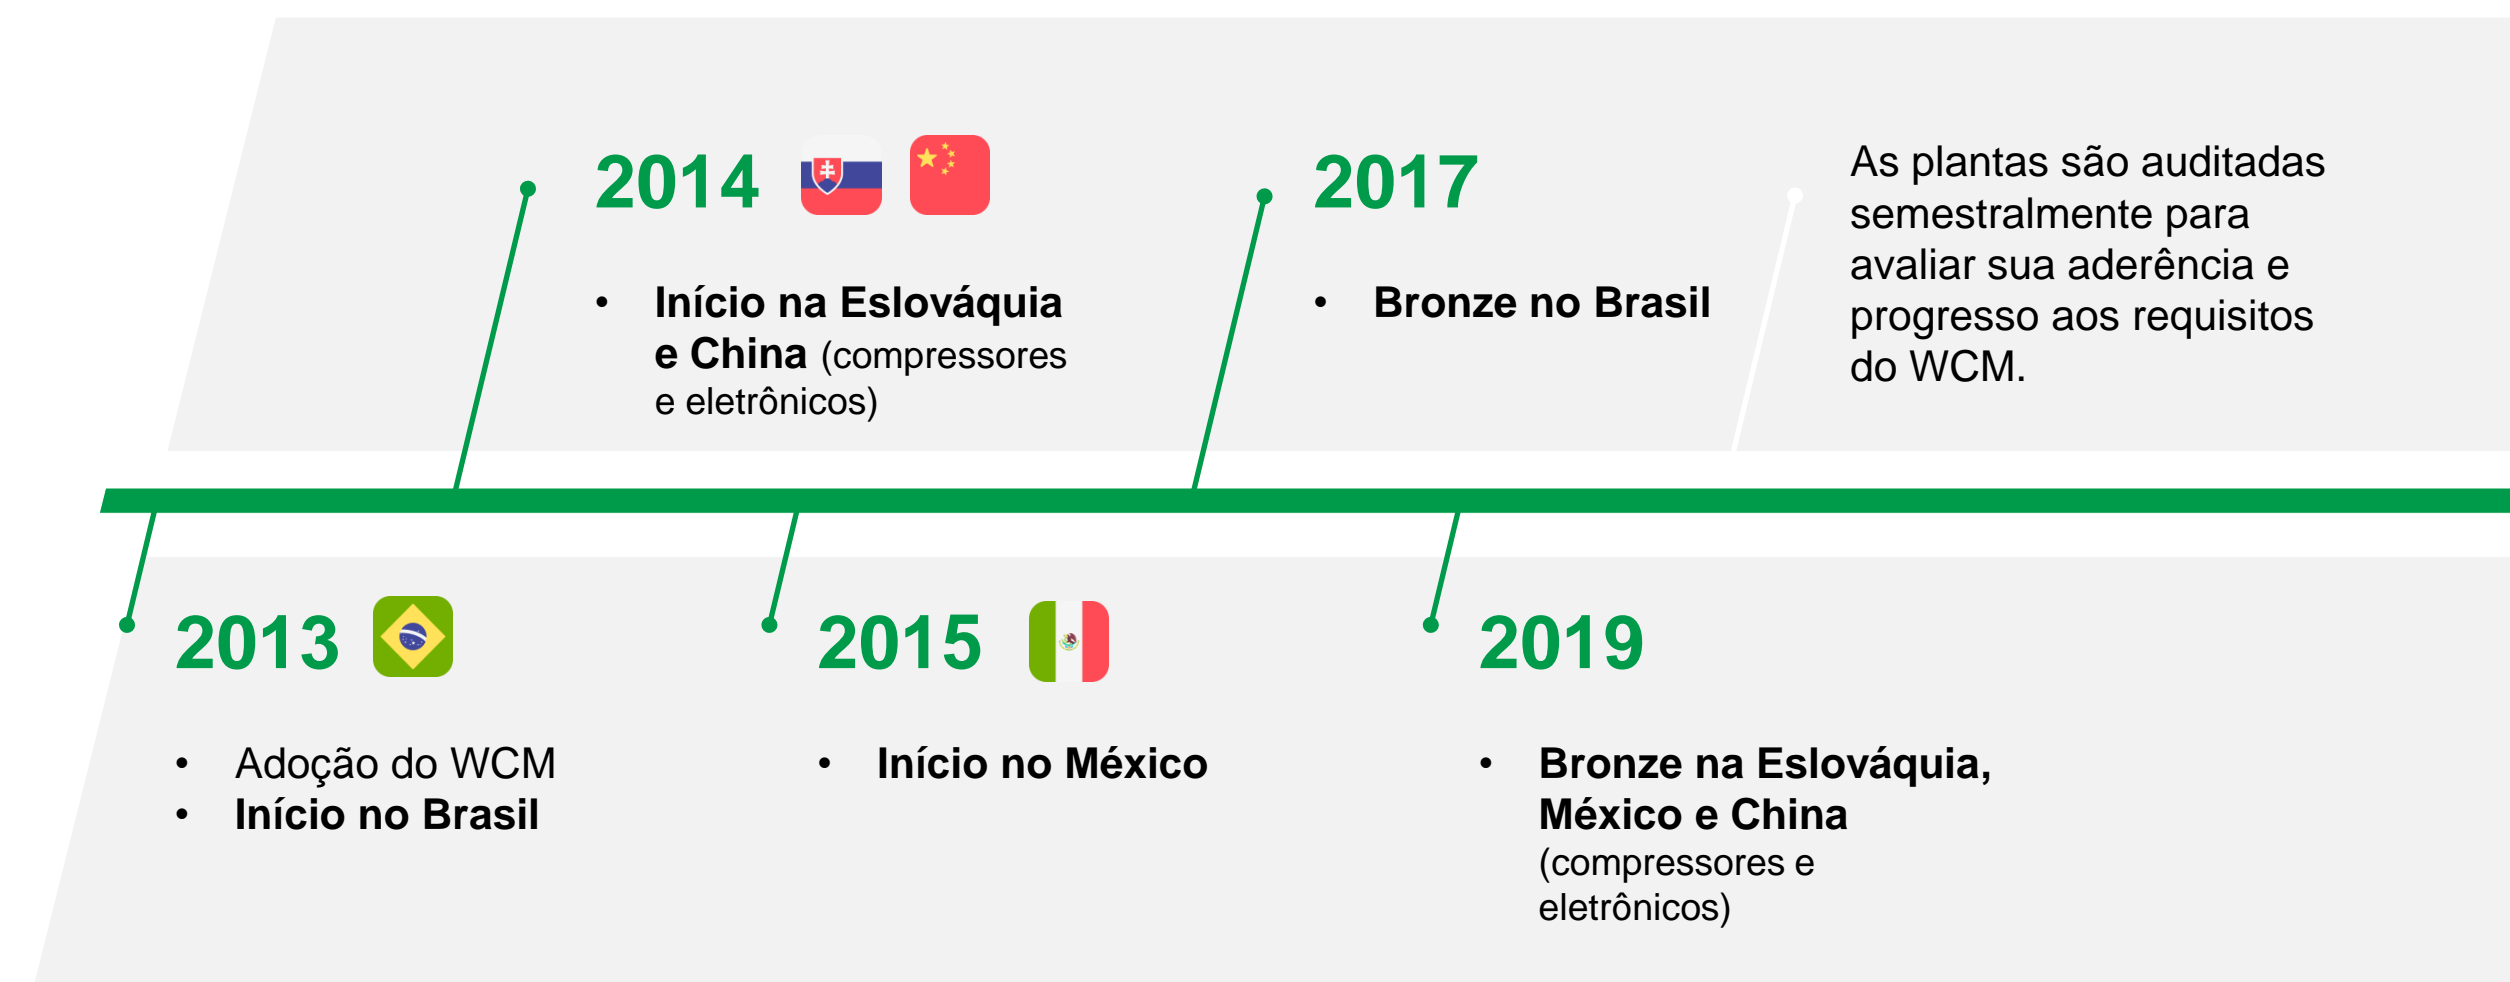 2014
• Início na Eslováquia
e China (compressores
e eletrônicos)
2017
• Bronze no Brasil
As plantas são auditadas
semestralmente para
avaliar sua aderência e
progresso aos requisitos
do WCM.
2013
• Adoção do WCM
• Início no Brasil
2015
• Início no México
2019
• Bronze na Eslováquia,
México e China
(compressores e
eletrônicos)